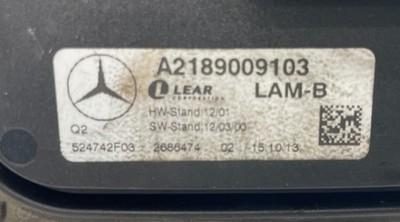 A2189009103
LEAR LAM-B
CORPORATION
HW-Stand:12/01
Q2 SW-Stand:12/03/00
524742F03 2686474 02 15.10.13